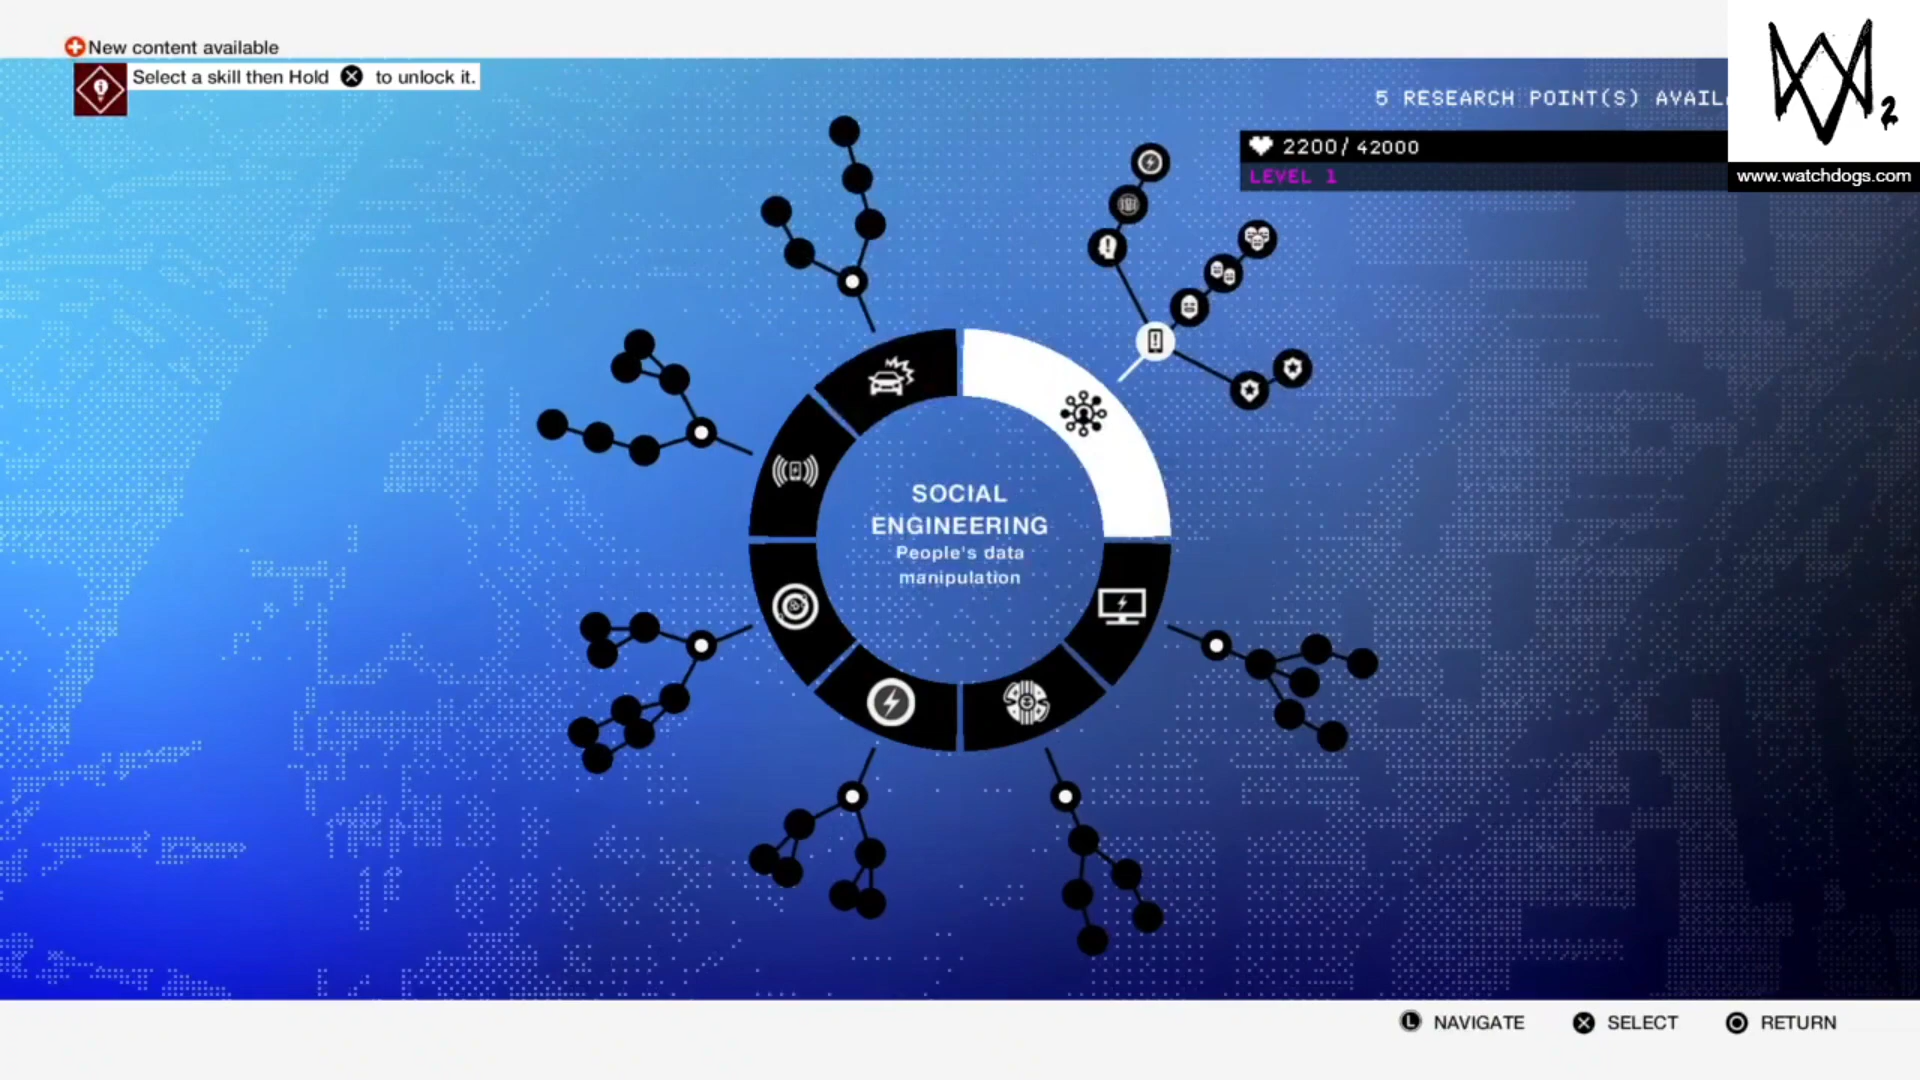 New content available
Select a skill then Hold to unlock it.
5 RESEARCH POINT(S) AVAIL
2200/ 42000
LEVEL 1
2
www.watchdogs.com
SOCIAL
ENGINEERING
People's data
manipulation
L NAVIGATE SELECT RETURN